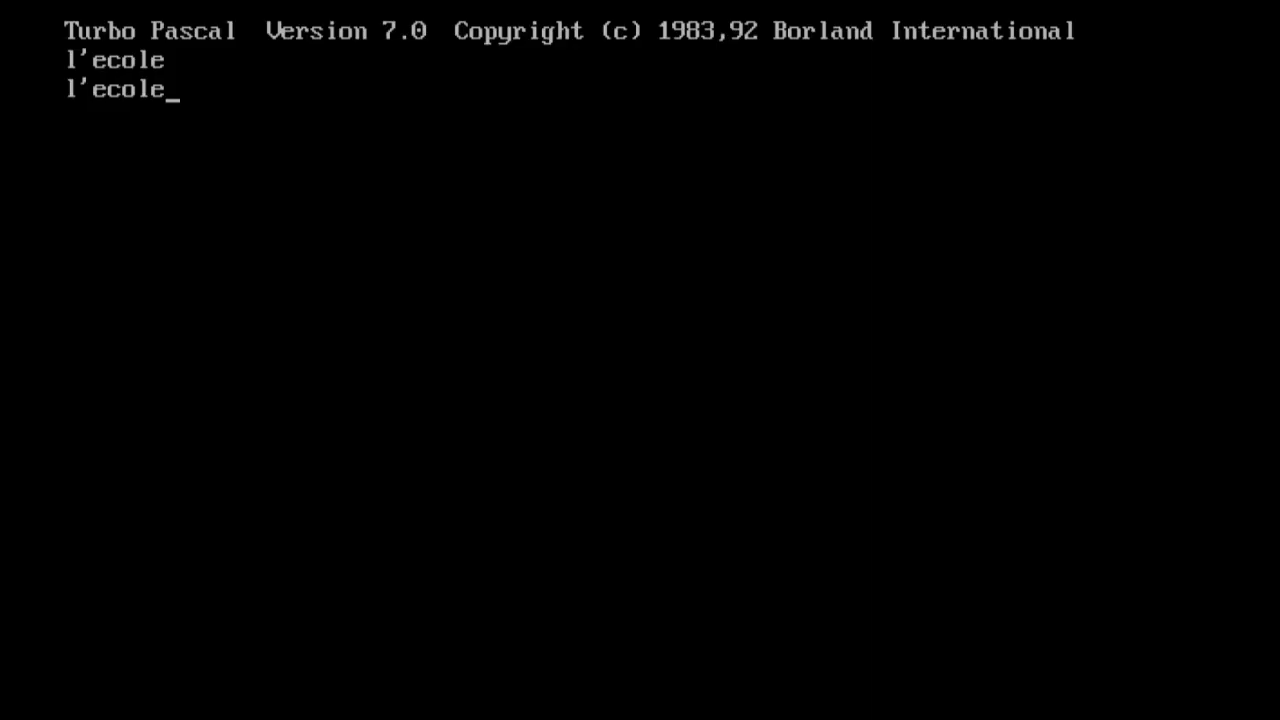 Turbo Pascal  Version 7.0  Copyright (c) 1983,92 Borland International
l'ecole
l'ecole_